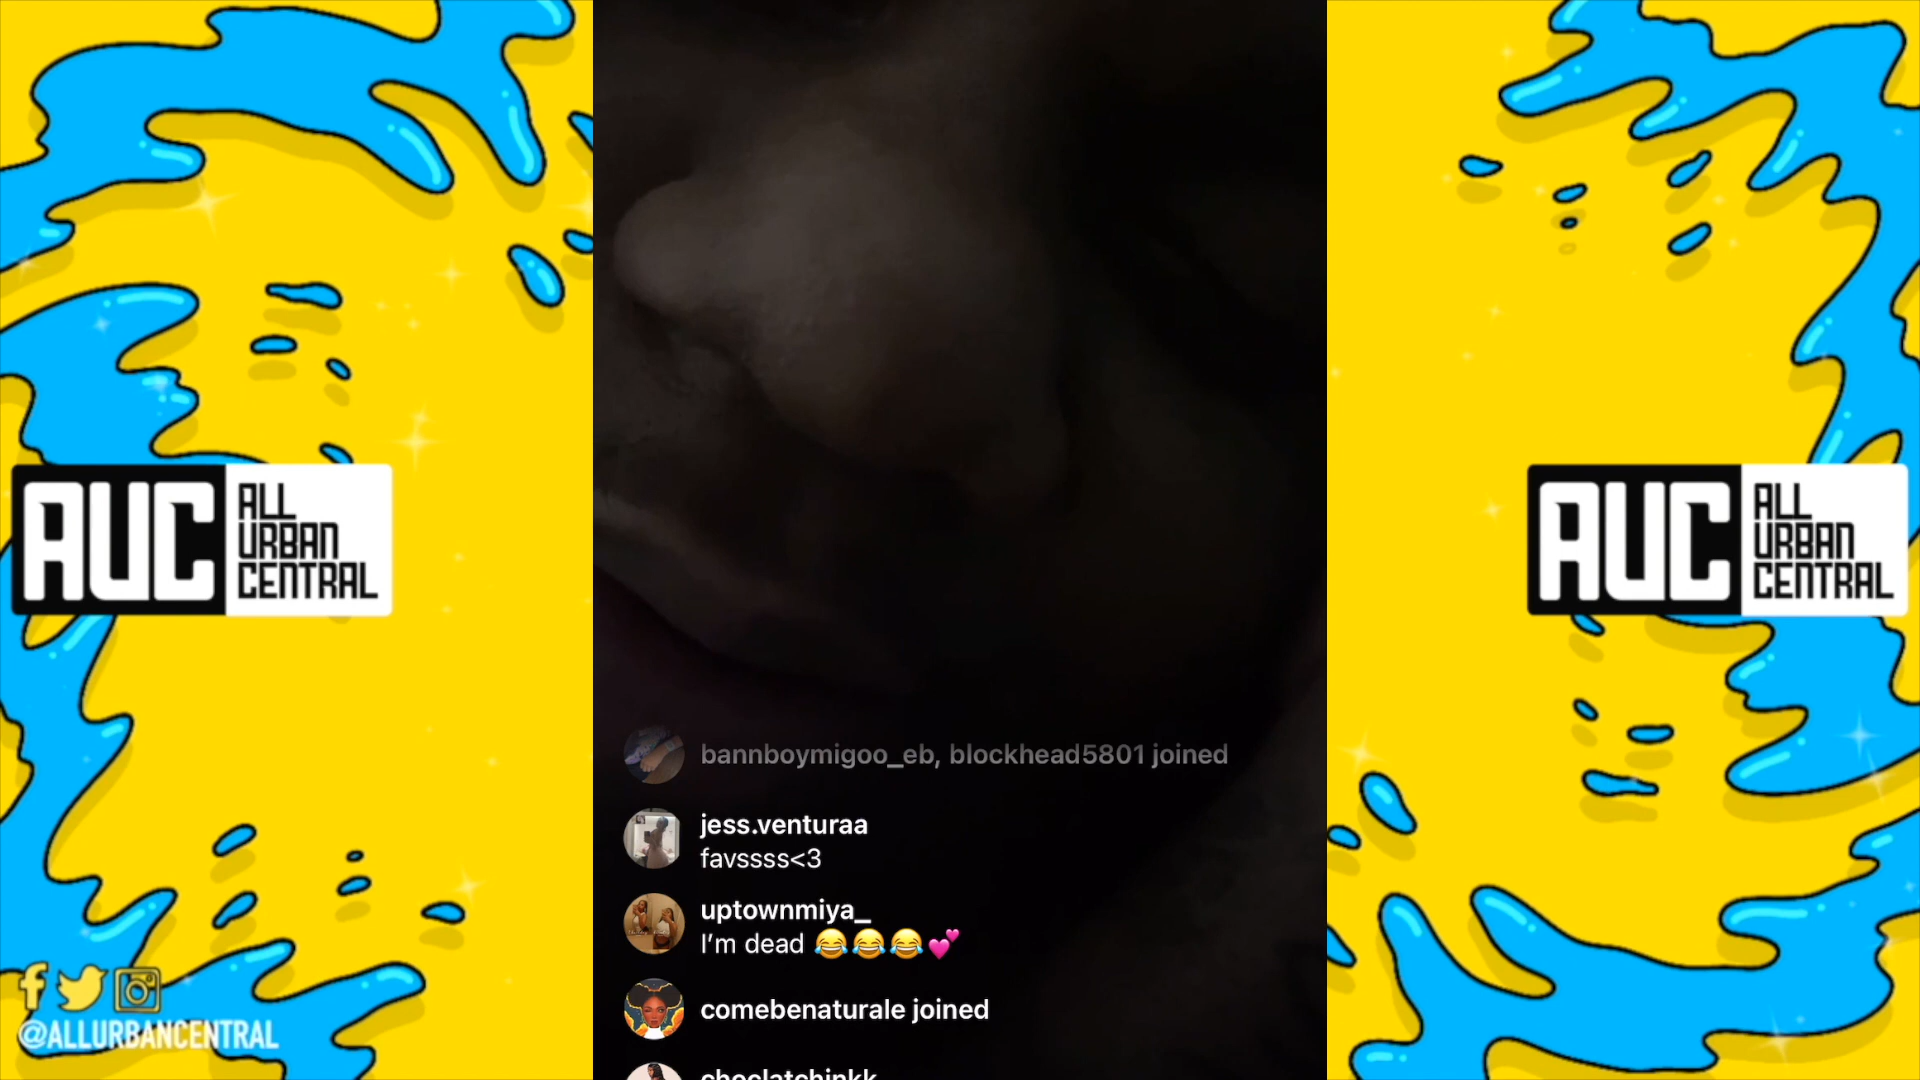 AUC
ALL
URBAN
CENTRAL
AUC
ALL
URBAN
CENTRAL
bannboymigoo_eb, blockhead5801 joined
jess.venturaa
favssss<3
uptownmiya_
I’m dead 😂😂😂💕
comebenaturale joined
choclatchinkk
@ALLURBANCENTRAL